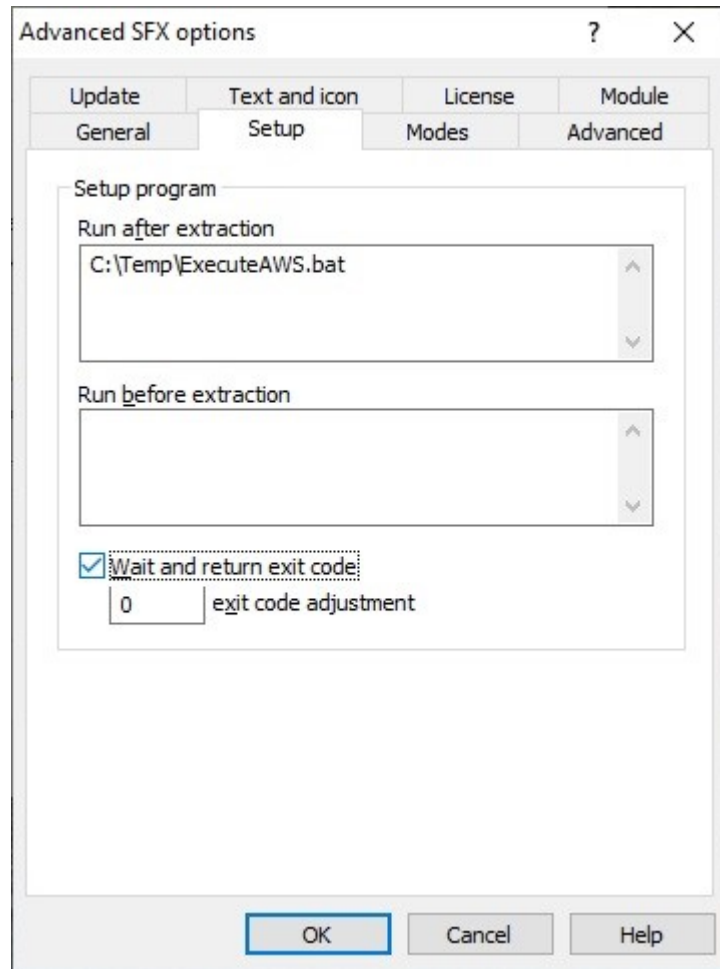 Advanced SFX options ?
Update Text and icon License Module
General Setup Modes Advanced
Setup program
Run after extraction
C:\Temp\ExecuteAWS.bat
Run before extraction
Wait and return exit code
0 exit code adjustment
OK Cancel Help